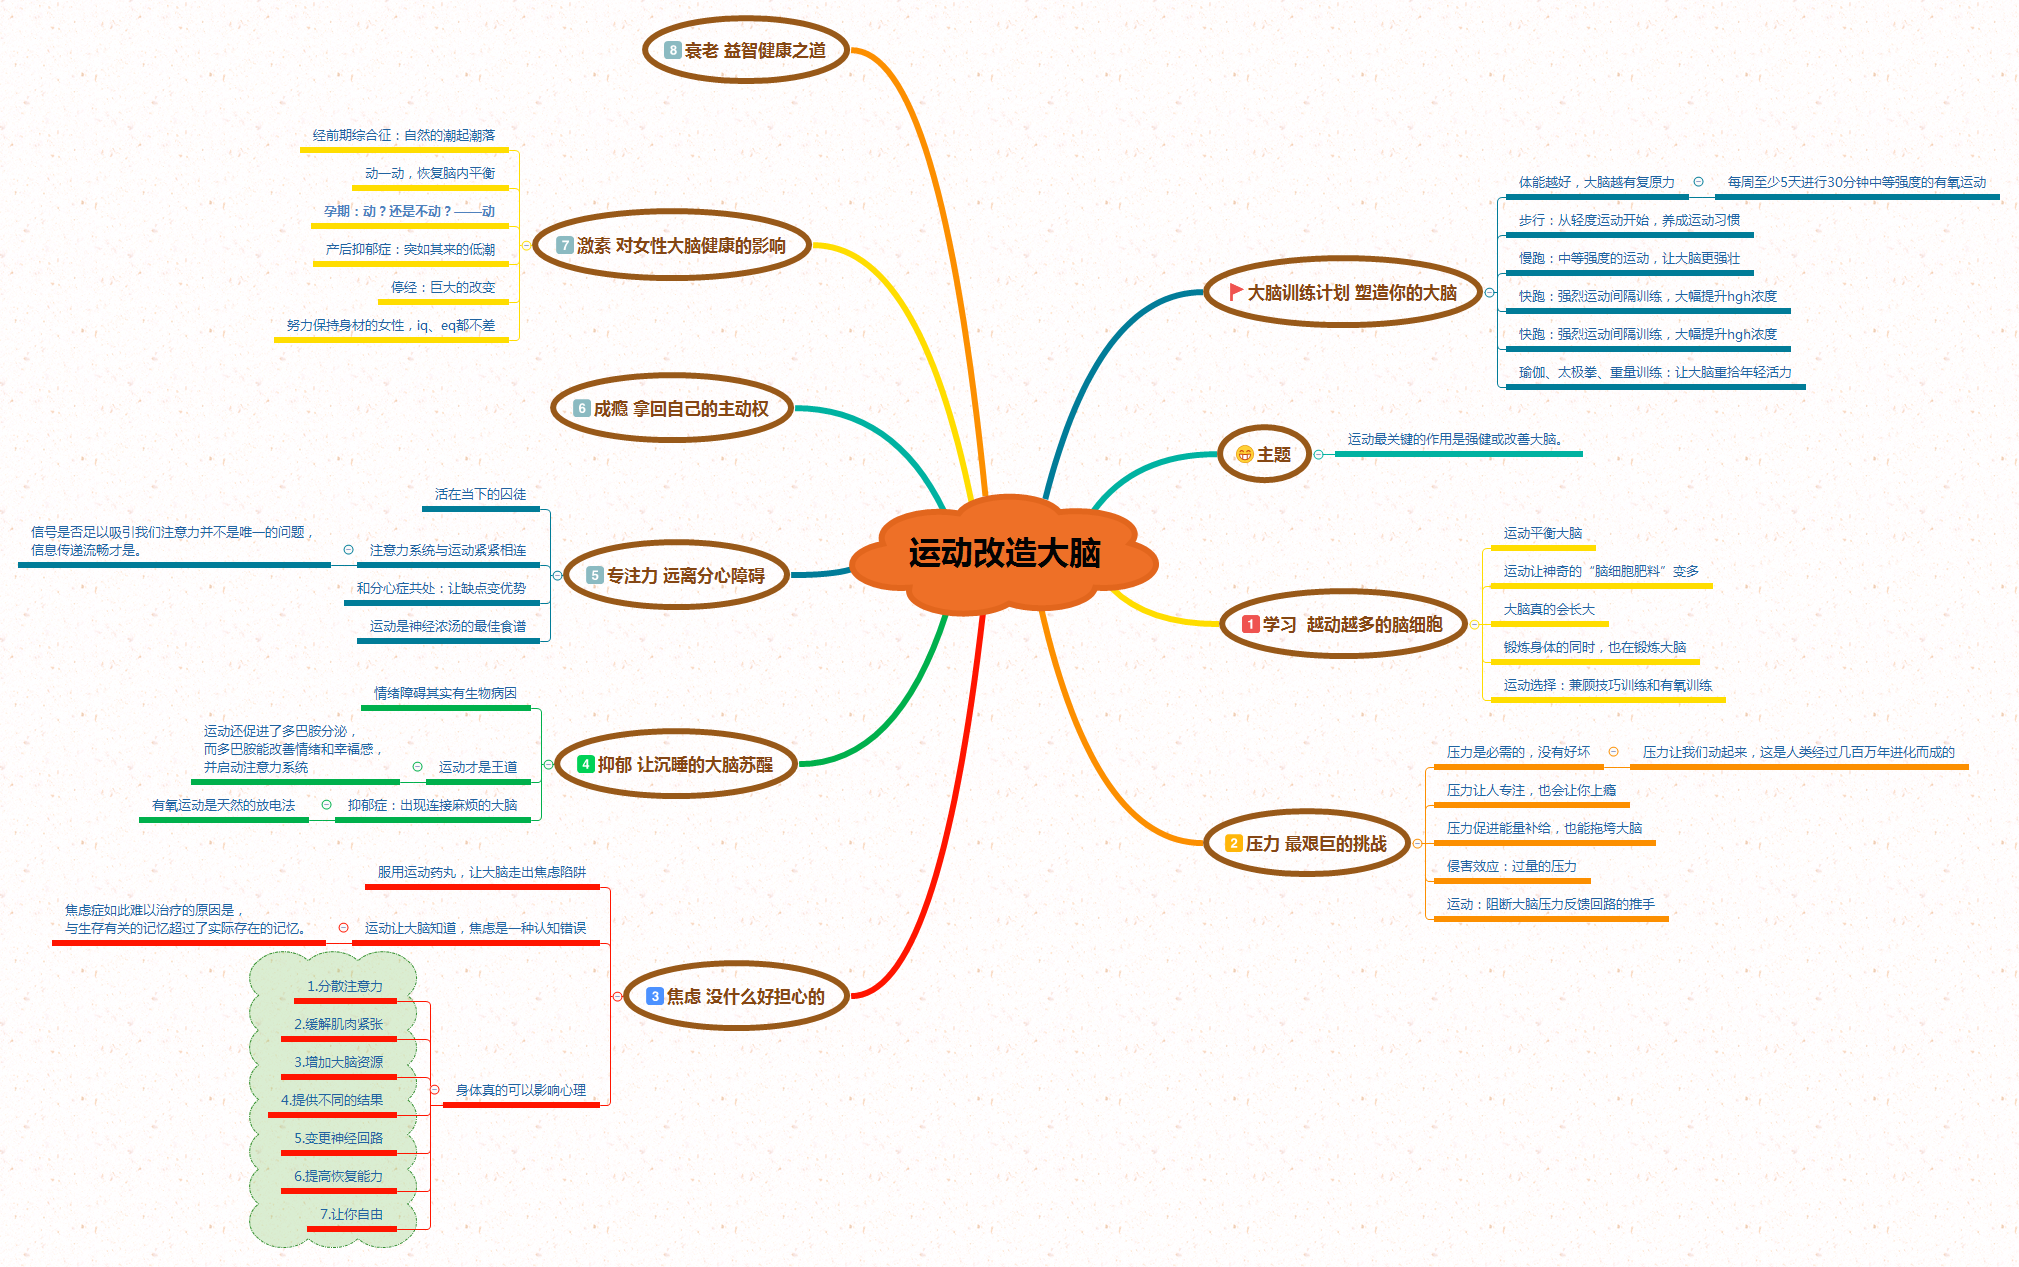 运动改造大脑
大脑训练计划 塑造你的大脑
体能越好，大脑越有复原力
每周至少5天进行30分钟中等强度的有氧运动
步行：从轻度运动开始，养成运动习惯
慢跑：中等强度的运动，让大脑更强壮
快跑：强烈运动间隔训练，大幅提升hgh浓度
快跑：强烈运动间隔训练，大幅提升hgh浓度
瑜伽、太极拳、重量训练：让大脑重拾年轻活力
主题
运动最关键的作用是强健或改善大脑。
1 学习 越动越多的脑细胞
运动平衡大脑
运动让神奇的“脑细胞肥料”变多
大脑真的会长大
锻炼身体的同时，也在锻炼大脑
运动选择：兼顾技巧训练和有氧训练
2 压力 最艰巨的挑战
压力是必需的，没有好坏
压力让我们动起来，这是人类经过几百万年进化而成的
压力让人专注，也会让你上瘾
压力促进能量补给，也能拖垮大脑
侵害效应：过量的压力
运动：阻断大脑压力反馈回路的推手
3 焦虑 没什么好担心的
服用运动药丸，让大脑走出焦虑陷阱
运动让大脑知道，焦虑是一种认知错误
焦虑症如此难以治疗的原因是，
与生存有关的记忆超过了实际存在的记忆。
身体真的可以影响心理
1.分散注意力
2.缓解肌肉紧张
3.增加大脑资源
4.提供不同的结果
5.变更神经回路
6.提高恢复能力
7.让你自由
4 抑郁 让沉睡的大脑苏醒
情绪障碍其实有生物病因
运动才是王道
运动还促进了多巴胺分泌，
而多巴胺能改善情绪和幸福感，
并启动注意力系统
抑郁症：出现连接麻烦的大脑
有氧运动是天然的放电法
5 专注力 远离分心障碍
活在当下的囚徒
注意力系统与运动紧紧相连
信号是否足以吸引我们注意力并不是唯一的问题，
信息传递流畅才是。
和分心症共处：让缺点变优势
运动是神经浓汤的最佳食谱
6 成瘾 拿回自己的主动权
7 激素 对女性大脑健康的影响
经前期综合征：自然的潮起潮落
动一动，恢复脑内平衡
孕期：动？还是不动？——动
产后抑郁症：突如其来的低潮
停经：巨大的改变
努力保持身材的女性，iq、eq都不差
8 衰老 益智健康之道